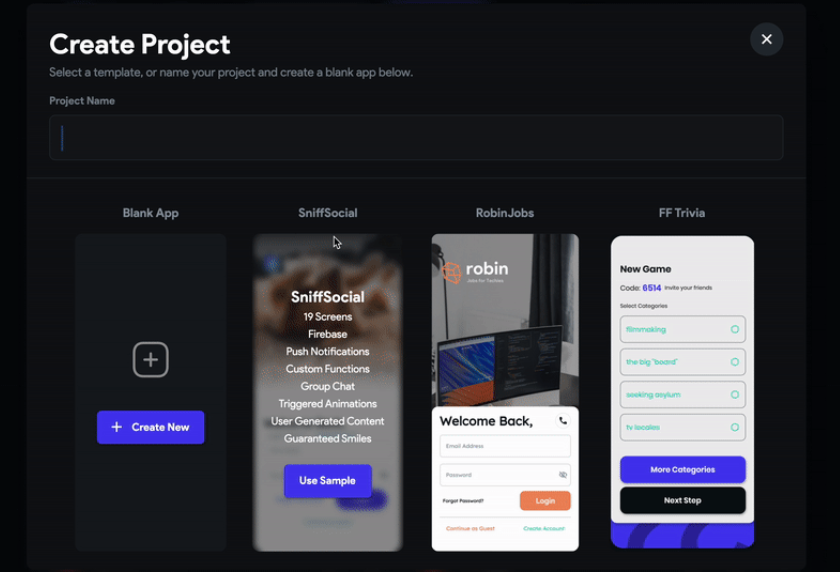 Create Project
Select a template, or name your project and create a blank app below.
Project Name
Blank App
SniffSocial
RobinJobs
FF Trivia
Create New
SniffSocial
19 Screens
Firebase
Push Notifications
Custom Functions
Group Chat
Triggered Animations
User Generated Content
Guaranteed Smiles
Use Sample
robin
Jobs for Techies
Welcome Back,
Email Address
Password
Forgot Password?
Login
Continue as Guest
Create Account
New Game
Code: 6514 Invite your friends
Select Categories
filmmaking
the big "board"
seeking asylum
tv locales
More Categories
Next Step